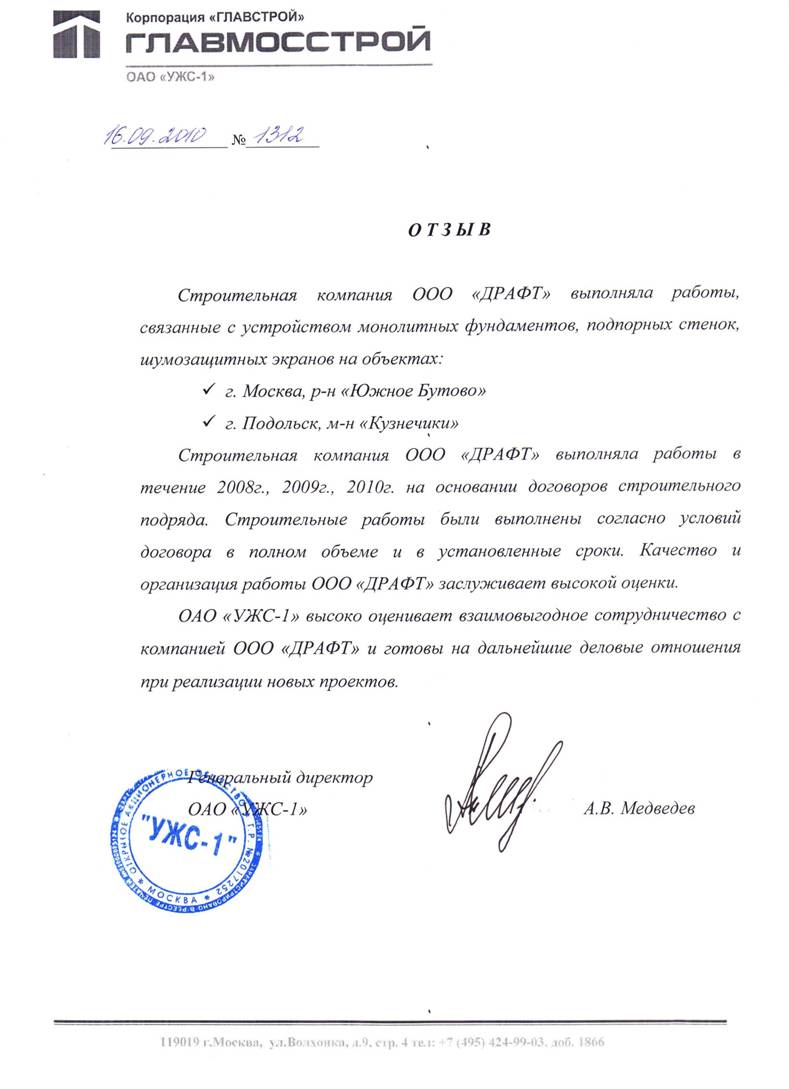 Корпорация «ГЛАВСТРОЙ»
ГЛАВМОССТРОЙ
ОАО «УЖС-1»
16.09.2010 № 1312
ОТЗЫВ
Строительная компания ООО «ДРАФТ» выполняла работы,
связанные с устройством монолитных фундаментов, подпорных стенок,
шумозащитных экранов на объектах:
✓ г. Москва, р-н «Южное Бутово»
✓ г. Подольск, м-н «Кузнечики»
Строительная компания ООО «ДРАФТ» выполняла работы в
течение 2008г., 2009г., 2010г. на основании договоров строительного
подряда. Строительные работы были выполнены согласно условий
договора в полном объеме и в установленные сроки. Качество и
организация работы ООО «ДРАФТ» заслуживает высокой оценки.
ОАО «УЖС-1» высоко оценивает взаимовыгодное сотрудничество с
компанией ООО «ДРАФТ» и готовы на дальнейшие деловые отношения
при реализации новых проектов.
Генеральный директор
ОАО «УЖС-1»
А.В. Медведев
ОТКРЫТОЕ АКЦИОНЕРНОЕ ОБЩЕСТВО Г.Р. №2017252
"УЖС-1"
* МОСКВА *
119019 г.Москва, ул.Волхонка, д.9, стр. 4 тел: +7 (495) 424-99-03, доб. 1866